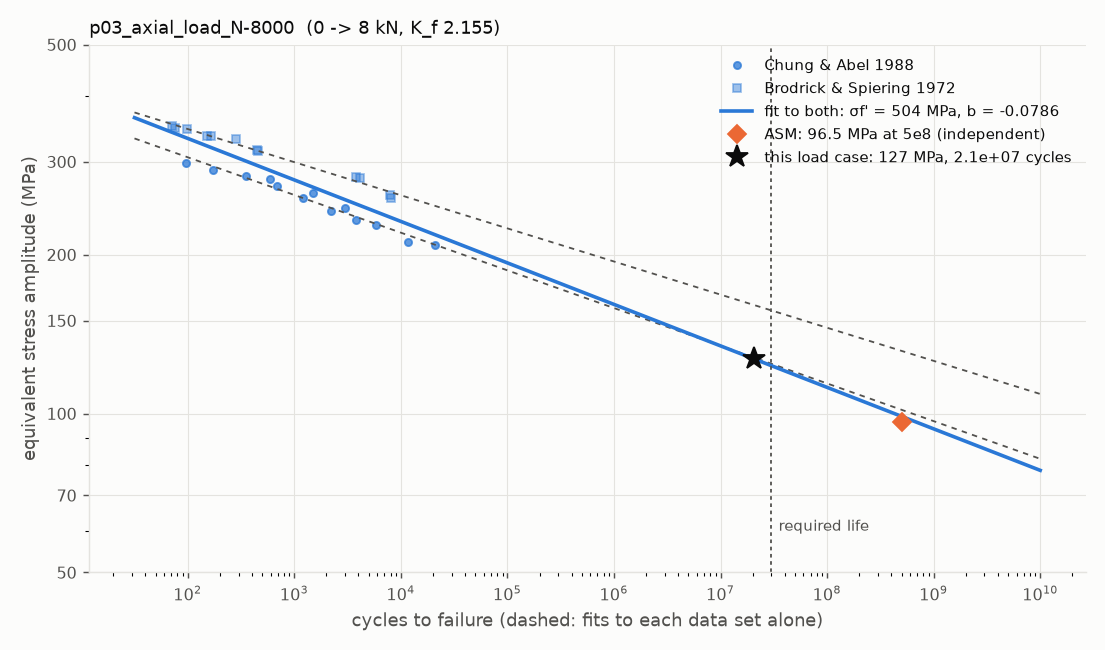 p03_axial_load_N-8000  (0 -> 8 kN, K_f 2.155)
Chung & Abel 1988
Brodrick & Spiering 1972
fit to both: σf' = 504 MPa, b = -0.0786
ASM: 96.5 MPa at 5e8 (independent)
this load case: 127 MPa, 2.1e+07 cycles
equivalent stress amplitude (MPa)
500
300
200
150
100
70
50
required life
10² 10³ 10⁴ 10⁵ 10⁶ 10⁷ 10⁸ 10⁹ 10¹⁰
cycles to failure (dashed: fits to each data set alone)